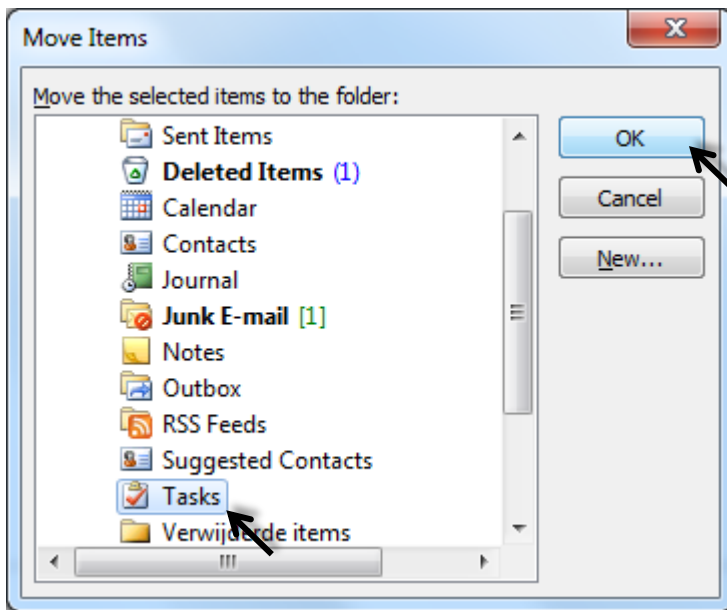 Move Items
Move the selected items to the folder:
Sent Items
Deleted Items (1)
Calendar
Contacts
Journal
Junk E-mail [1]
Notes
Outbox
RSS Feeds
Suggested Contacts
Tasks
Verwijderde items
OK
Cancel
New...